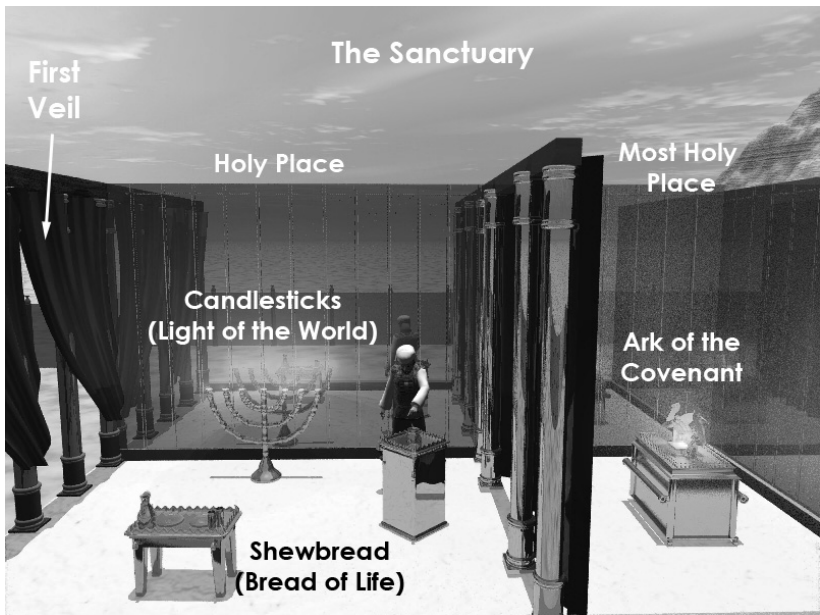 The Sanctuary
First
Veil
Holy Place
Most Holy
Place
Candlesticks
(Light of the World)
Ark of the
Covenant
Shewbread
(Bread of Life)